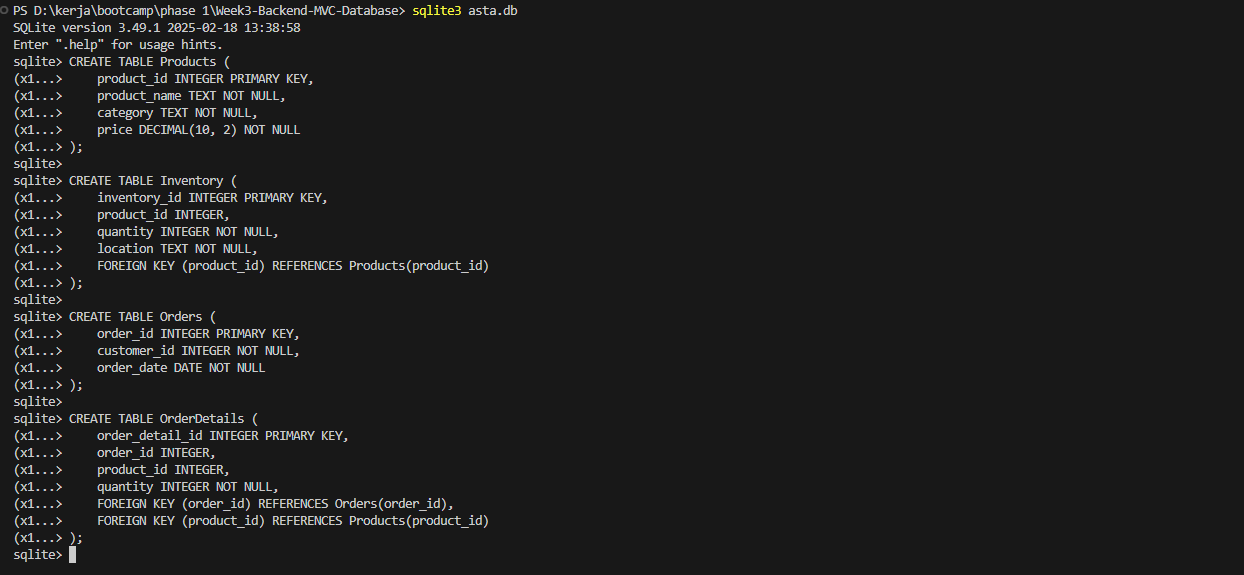 PS D:\kerja\bootcamp\phase 1\Week3-Backend-MVC-Database> sqlite3 asta.db
SQLite version 3.49.1 2025-02-18 13:38:58
Enter ".help" for usage hints.
sqlite> CREATE TABLE Products (
(x1...>     product_id INTEGER PRIMARY KEY,
(x1...>     product_name TEXT NOT NULL,
(x1...>     category TEXT NOT NULL,
(x1...>     price DECIMAL(10, 2) NOT NULL
(x1...> );
sqlite>
sqlite> CREATE TABLE Inventory (
(x1...>     inventory_id INTEGER PRIMARY KEY,
(x1...>     product_id INTEGER,
(x1...>     quantity INTEGER NOT NULL,
(x1...>     location TEXT NOT NULL,
(x1...>     FOREIGN KEY (product_id) REFERENCES Products(product_id)
(x1...> );
sqlite>
sqlite> CREATE TABLE Orders (
(x1...>     order_id INTEGER PRIMARY KEY,
(x1...>     customer_id INTEGER NOT NULL,
(x1...>     order_date DATE NOT NULL
(x1...> );
sqlite>
sqlite> CREATE TABLE OrderDetails (
(x1...>     order_detail_id INTEGER PRIMARY KEY,
(x1...>     order_id INTEGER,
(x1...>     product_id INTEGER,
(x1...>     quantity INTEGER NOT NULL,
(x1...>     FOREIGN KEY (order_id) REFERENCES Orders(order_id),
(x1...>     FOREIGN KEY (product_id) REFERENCES Products(product_id)
(x1...> );
sqlite>